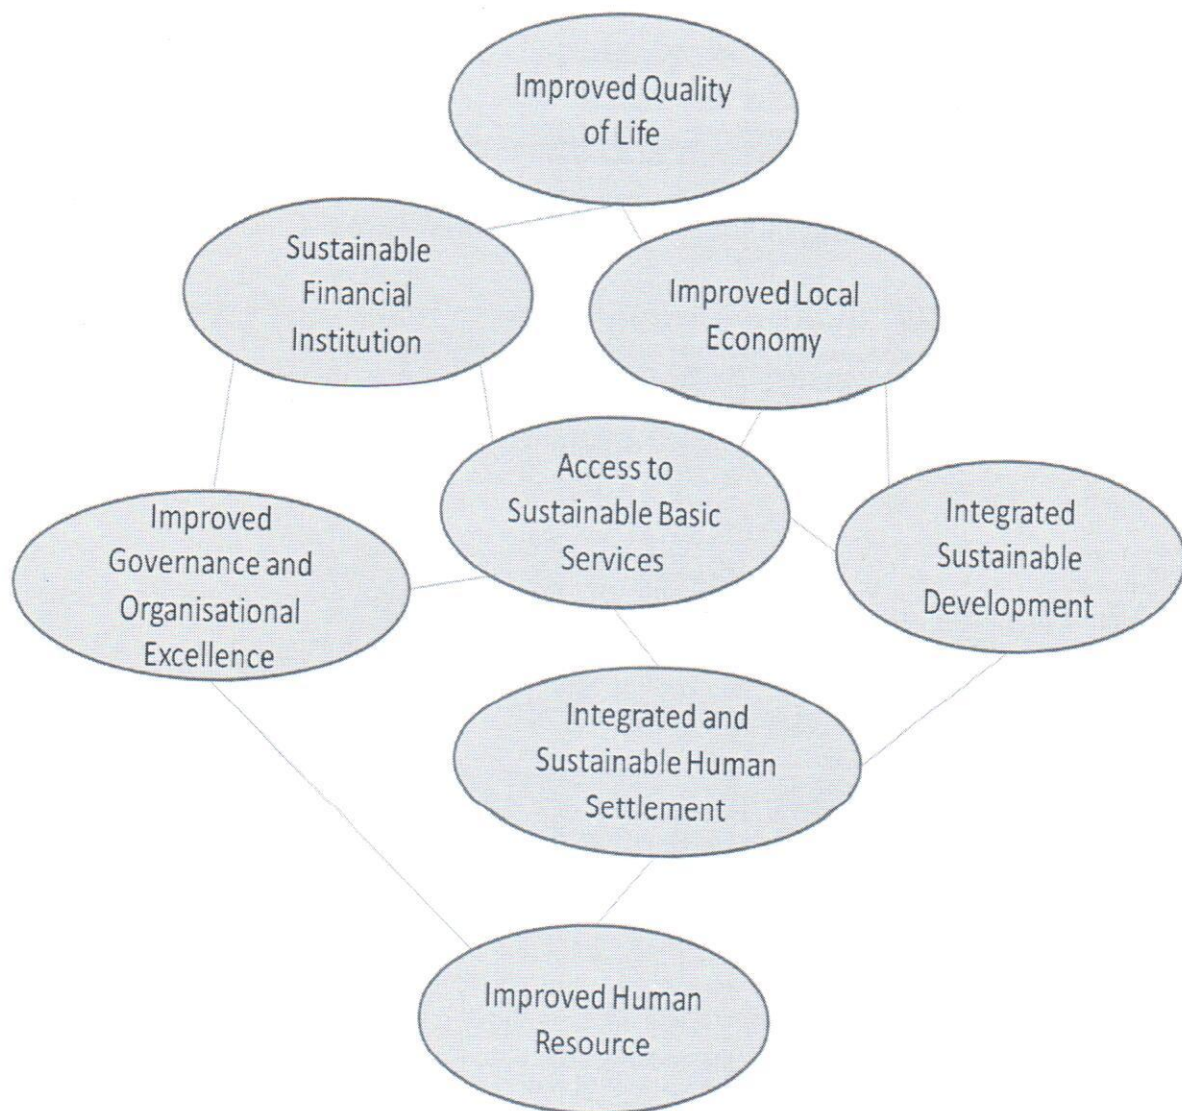 Improved Quality
of Life
Sustainable
Financial
Institution
Improved Local
Economy
Access to
Sustainable Basic
Services
Improved
Governance and
Organisational
Excellence
Integrated
Sustainable
Development
Integrated and
Sustainable Human
Settlement
Improved Human
Resource